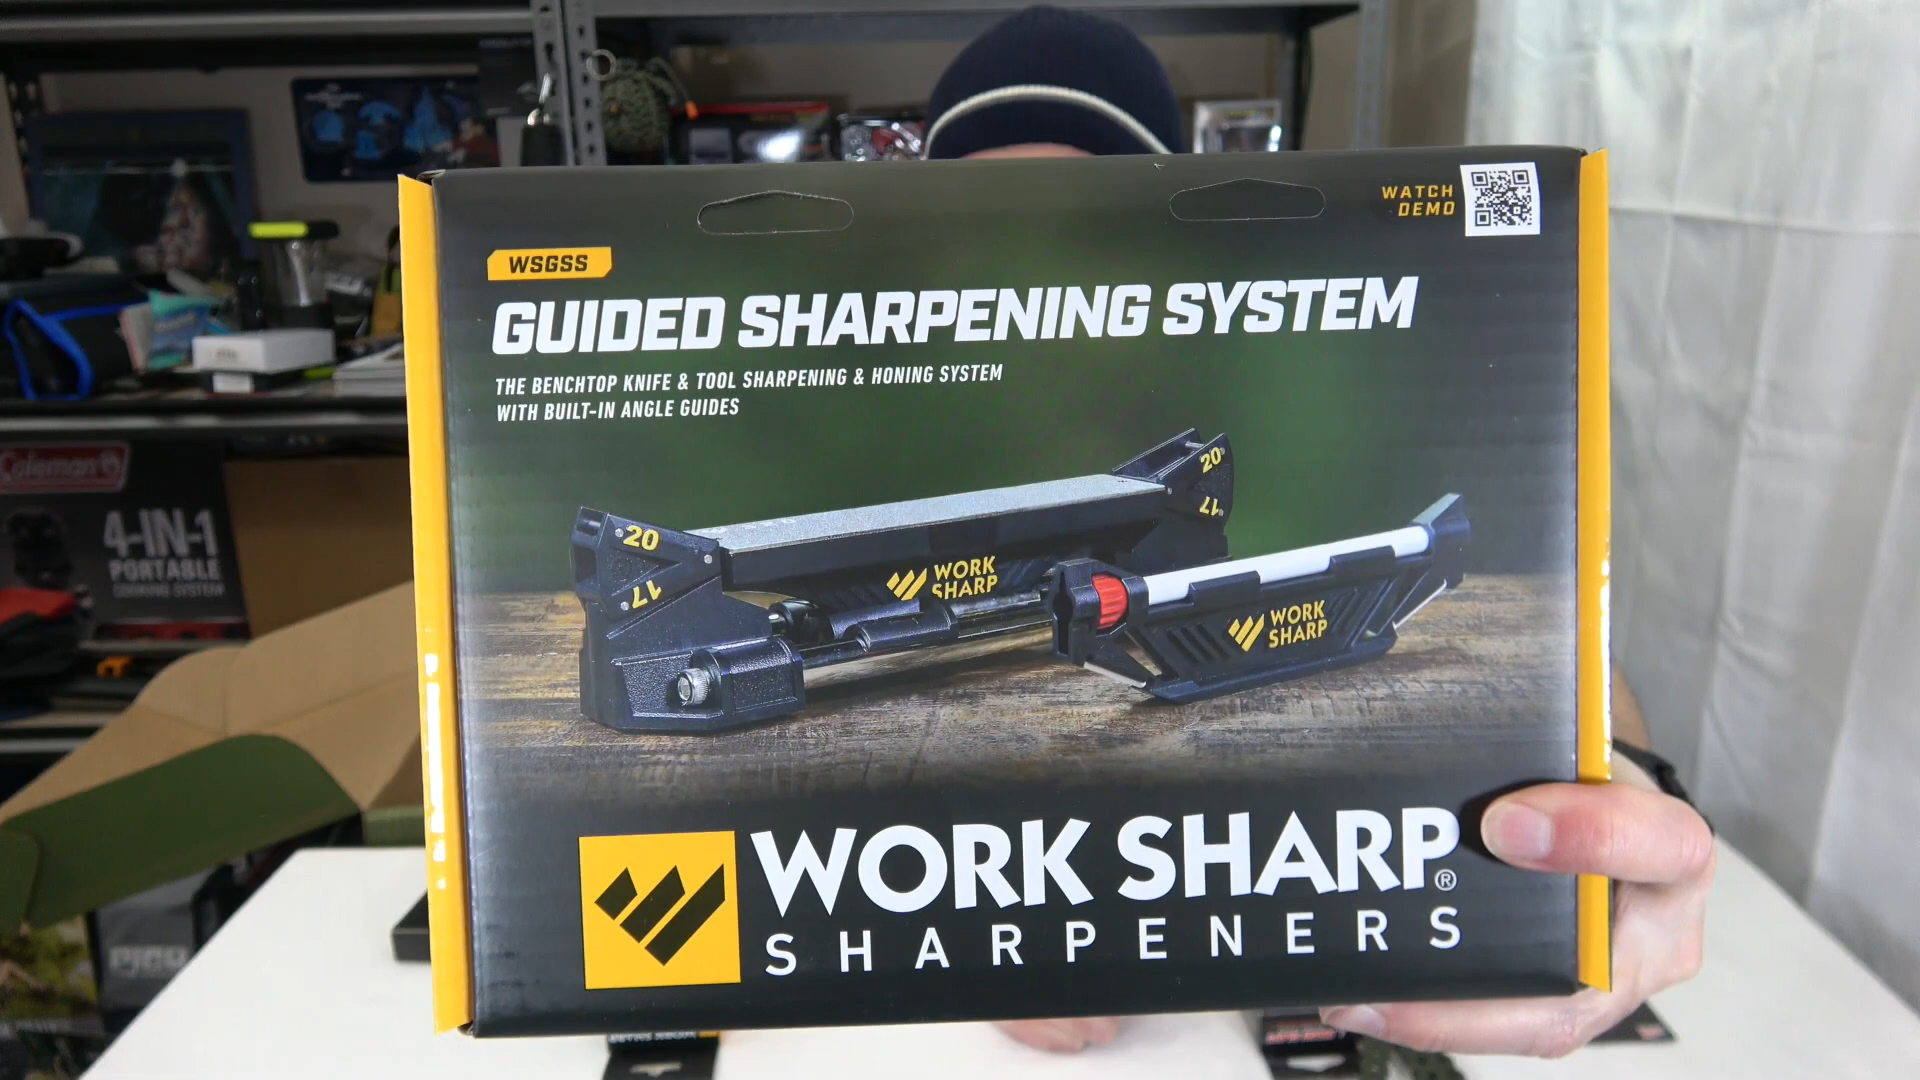 WATCH
DEMO
WSGSS
GUIDED SHARPENING SYSTEM
THE BENCHTOP KNIFE & TOOL SHARPENING & HONING SYSTEM
WITH BUILT-IN ANGLE GUIDES
20°
17°
20
17
WORK
SHARP
WORK
SHARP
WORK SHARP®
SHARPENERS
Coleman
4-IN-1
PORTABLE
COOKING SYSTEM